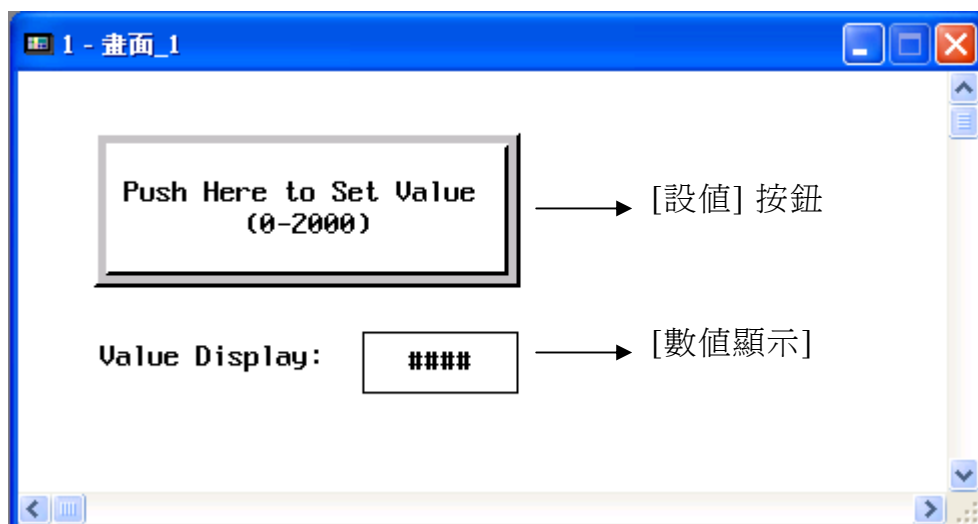 1 - 畫面_1
Push Here to Set Value
(0-2000)
[設值] 按鈕
Value Display:
####
[數值顯示]